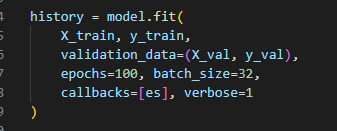 history = model.fit(
    X_train, y_train,
    validation_data=(X_val, y_val),
    epochs=100, batch_size=32,
    callbacks=[es], verbose=1
)